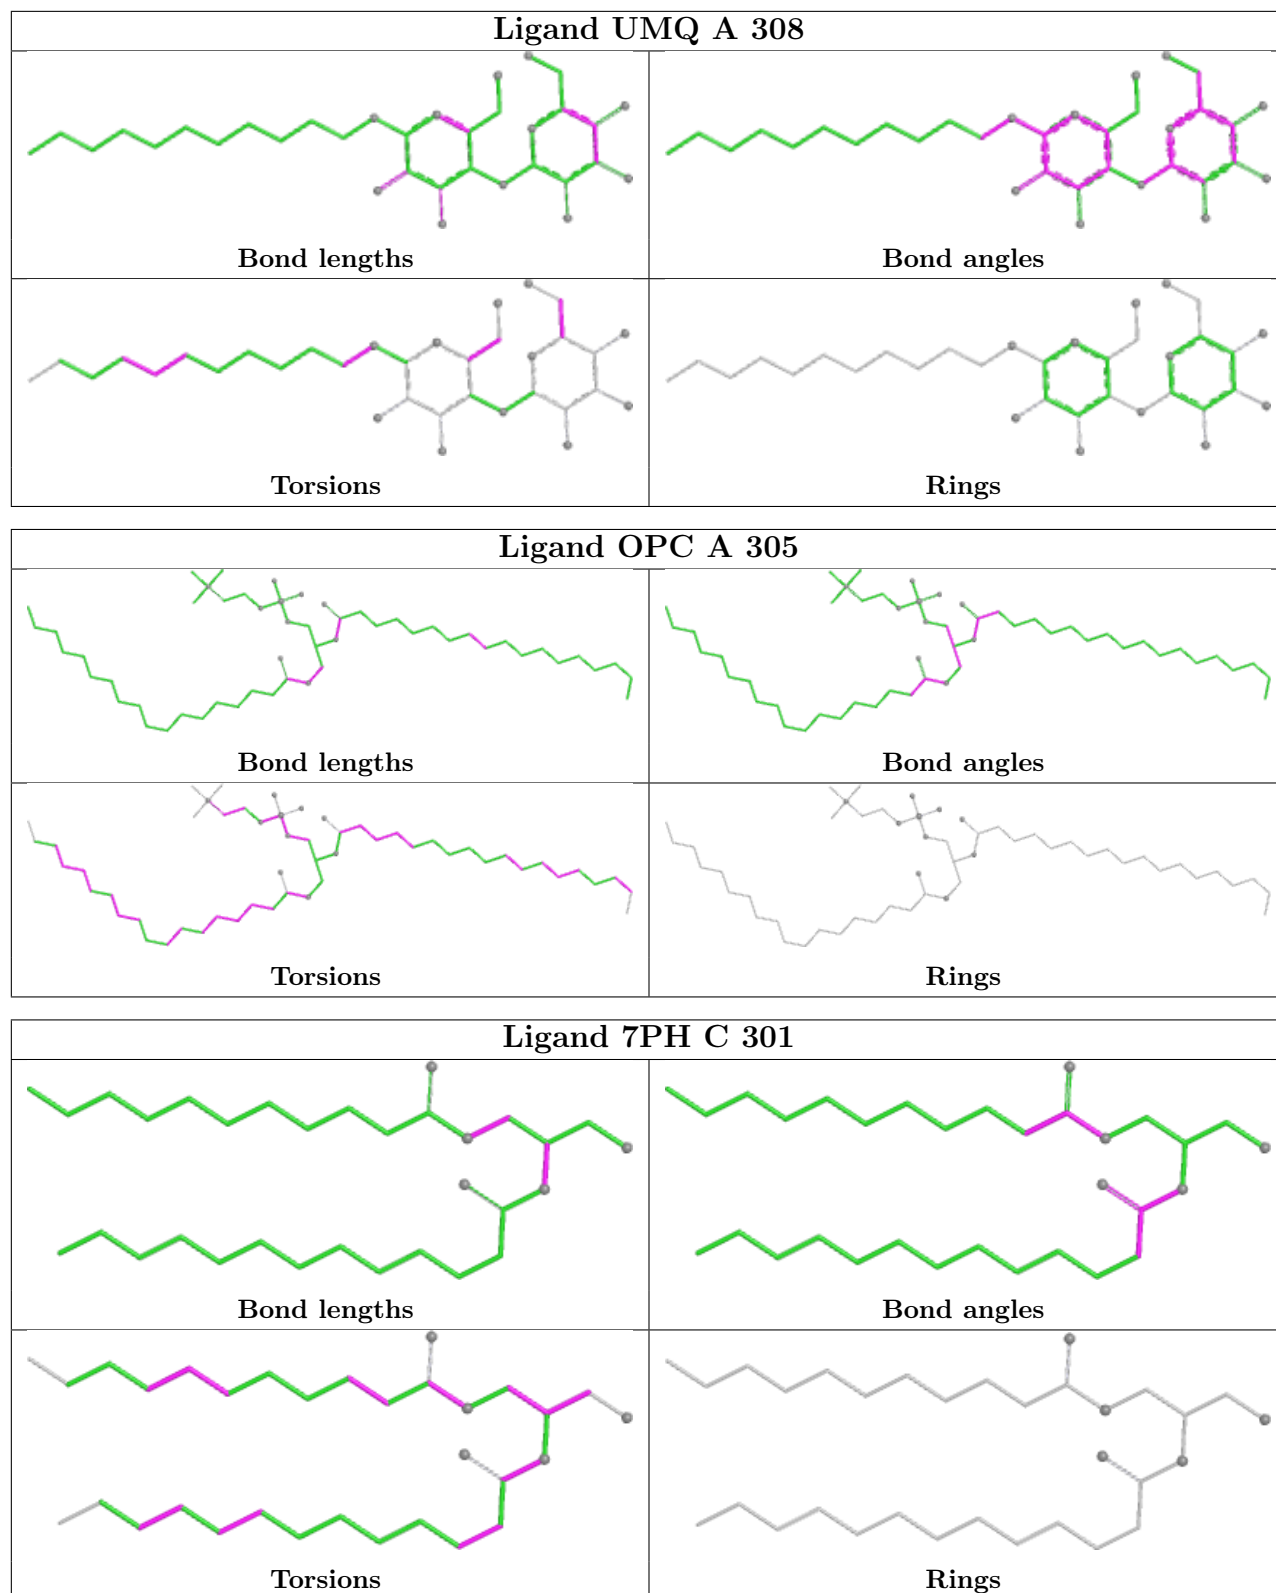 Ligand UMQ A 308
Bond lengths
Bond angles
Torsions
Rings
Ligand OPC A 305
Bond lengths
Bond angles
Torsions
Rings
Ligand 7PH C 301
Bond lengths
Bond angles
Torsions
Rings